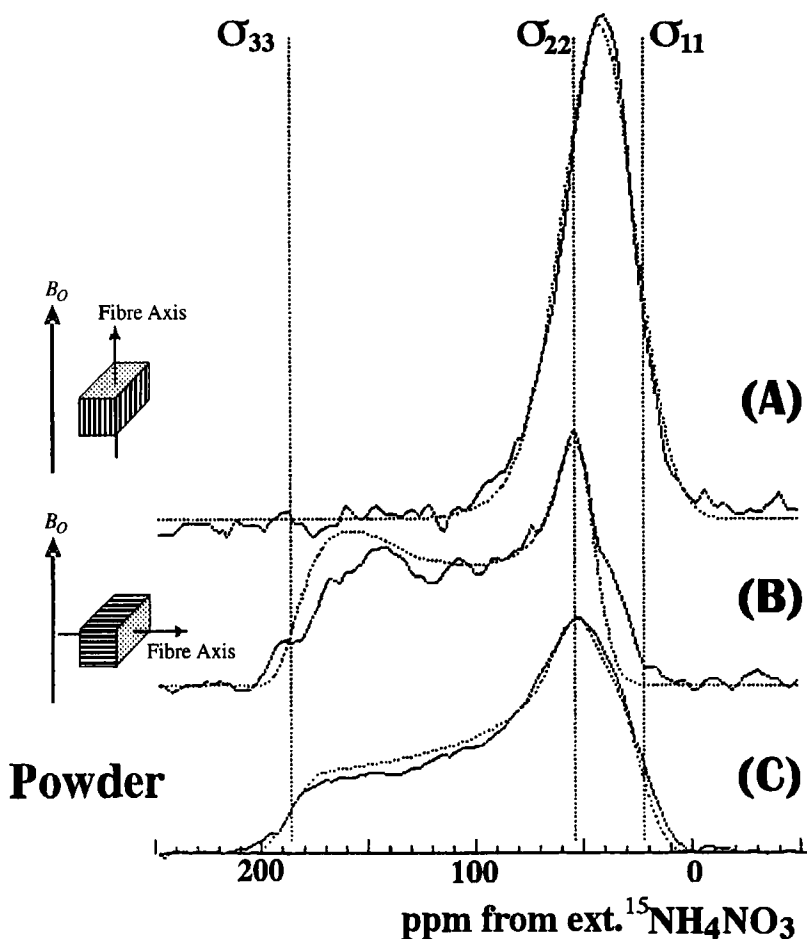 σ33 σ22 σ11
B0
Fibre Axis
(A)
B0
(B)
Fibre Axis
Powder
(C)
200 100 0
ppm from ext. 15NH4NO3